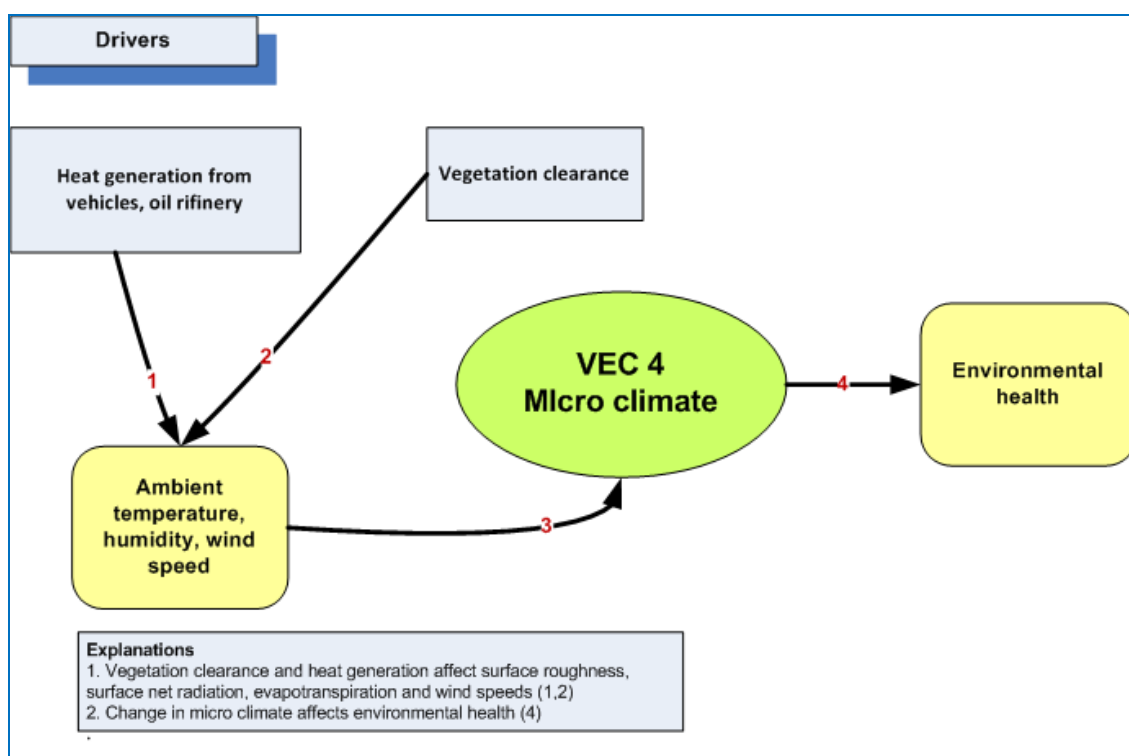 Drivers
Heat generation from
vehicles, oil rifinery
Vegetation clearance
1
2
VEC 4
MIcro climate
4
Environmental
health
Ambient
temperature,
humidity, wind
speed
3
Explanations
1. Vegetation clearance and heat generation affect surface roughness,
surface net radiation, evapotranspiration and wind speeds (1,2)
2. Change in micro climate affects environmental health (4)
.